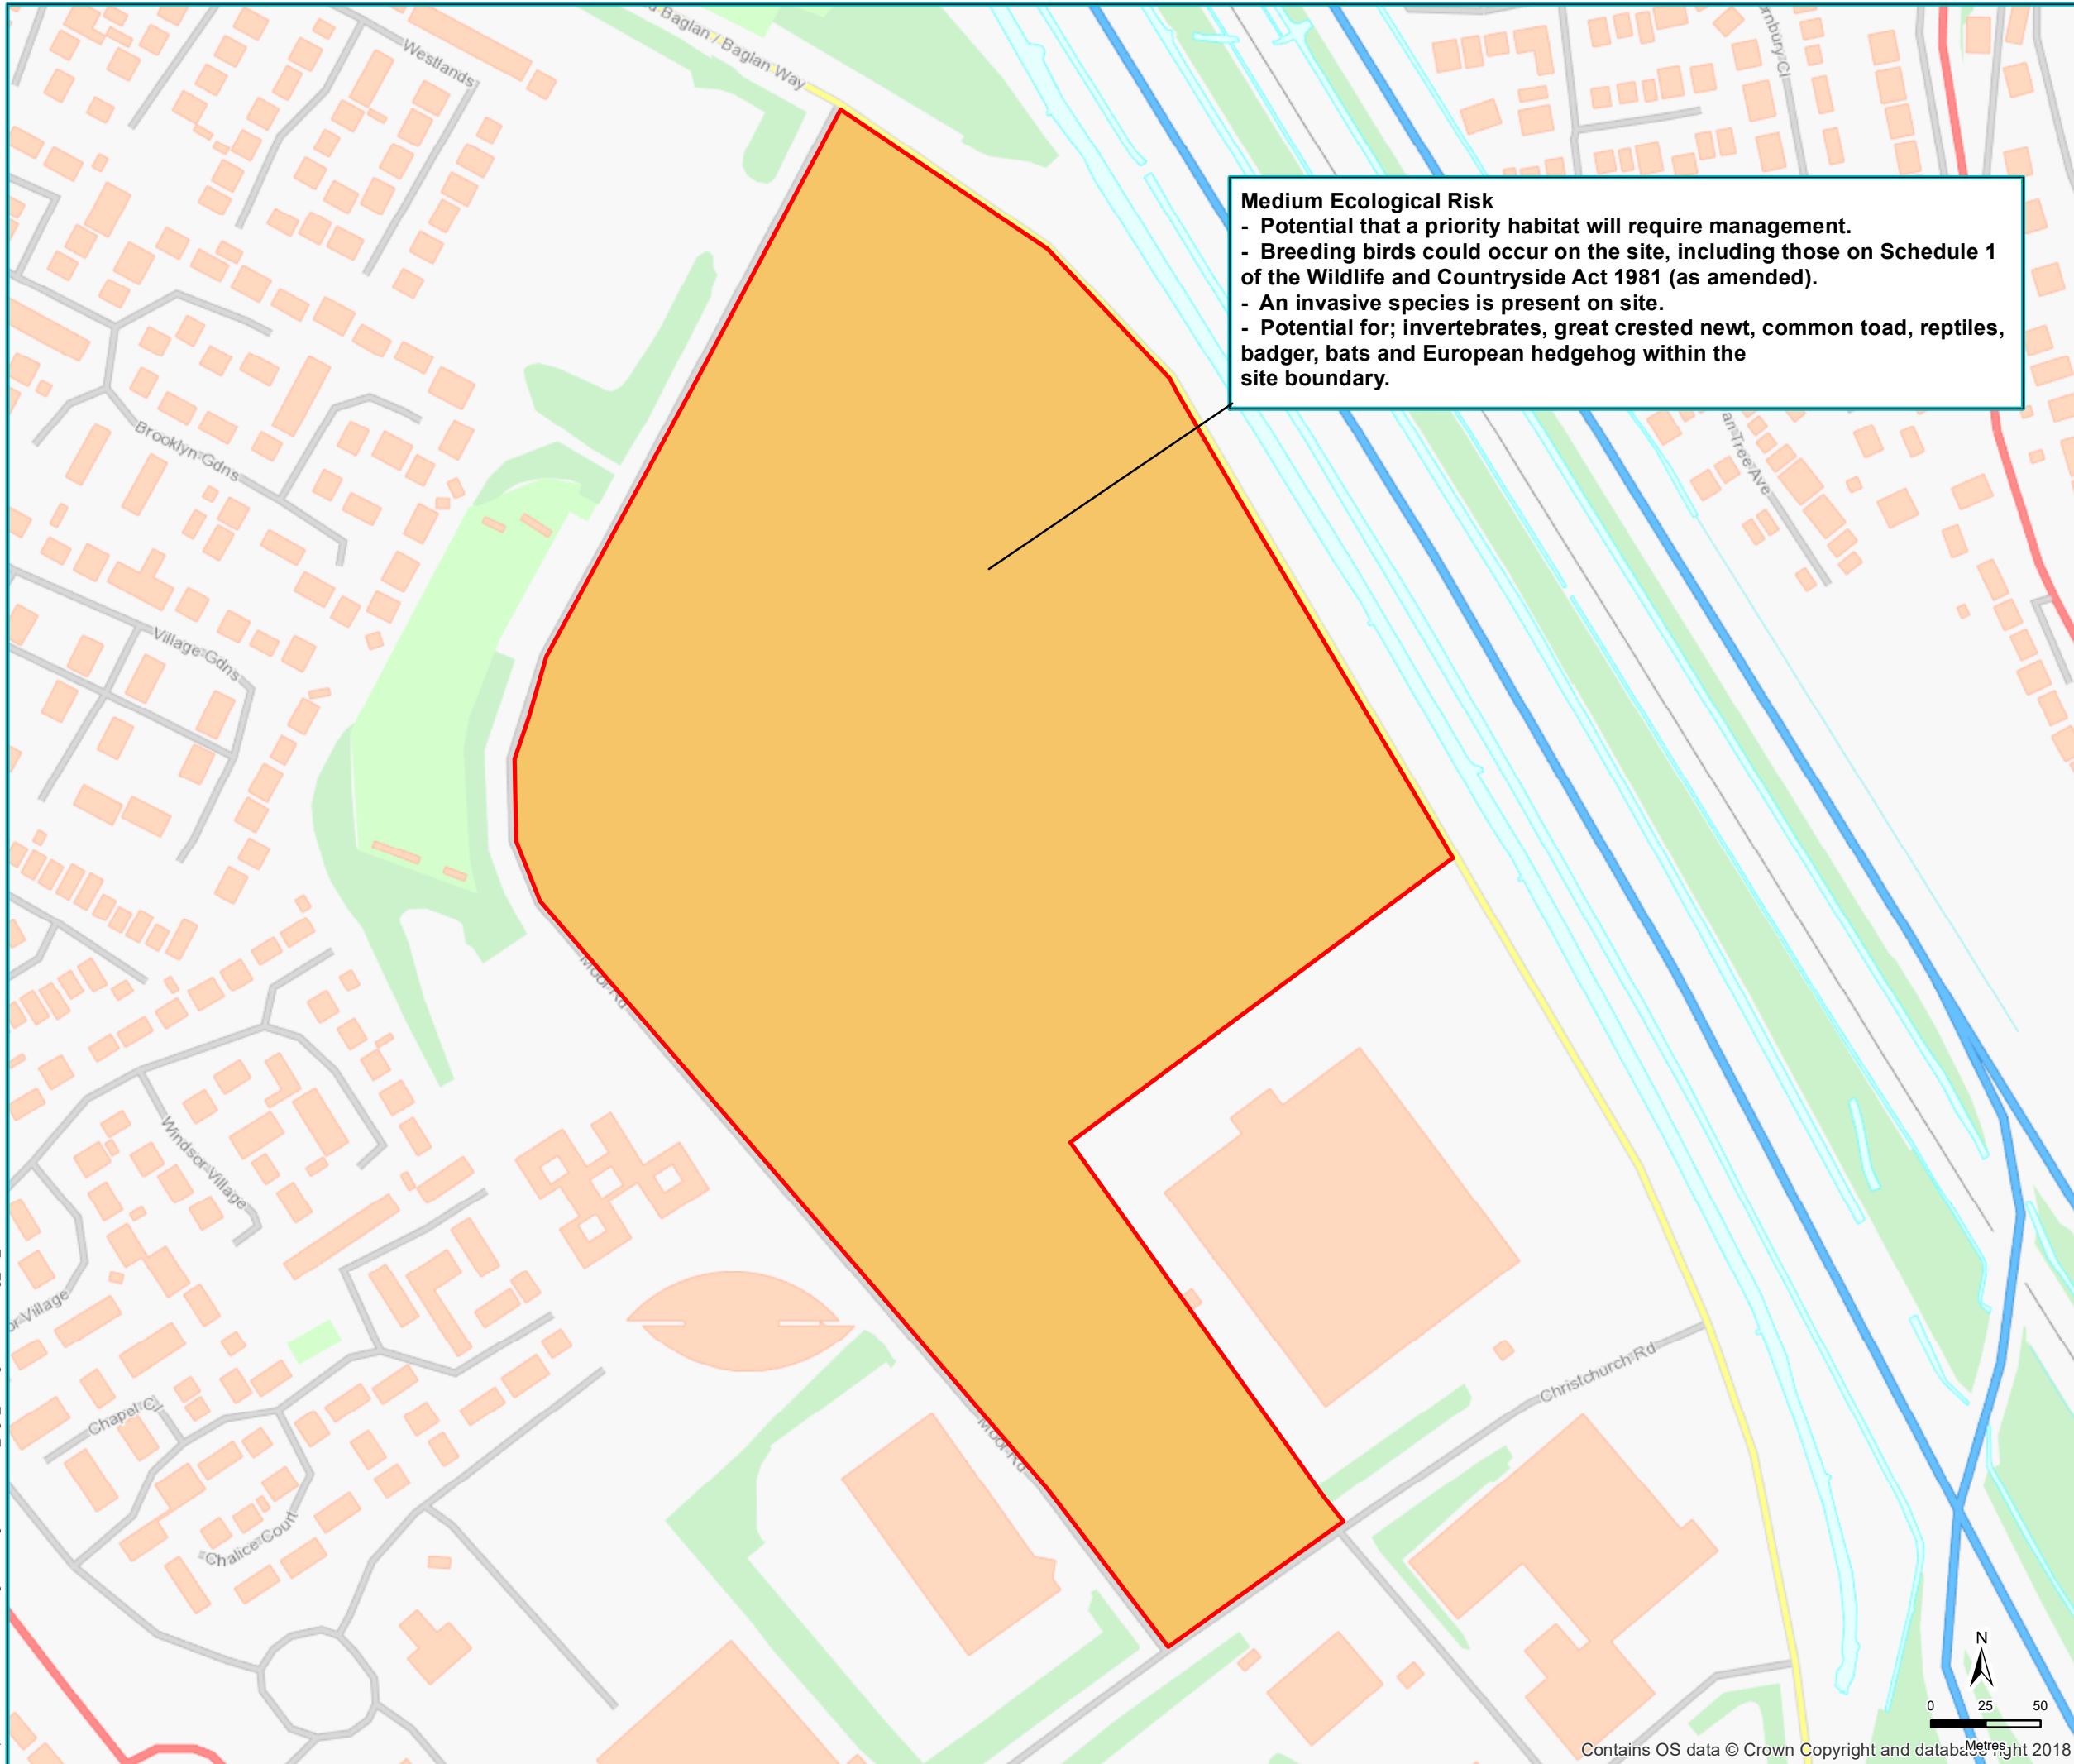 Baglan / Baglan Way
Westlands
Medium Ecological Risk
- Potential that a priority habitat will require management.
- Breeding birds could occur on the site, including those on Schedule 1
of the Wildlife and Countryside Act 1981 (as amended).
- An invasive species is present on site.
- Potential for; invertebrates, great crested newt, common toad, reptiles,
badger, bats and European hedgehog within the
site boundary.
Brooklyn Gdns
Tree Ave
Village Gdns
Moor Rd
Windsor Village
Village
Christchurch Rd
Chapel Cl
Moor Rd
Chalice Court
N
0 25 50
Metres
Contains OS data © Crown Copyright and database right 2018